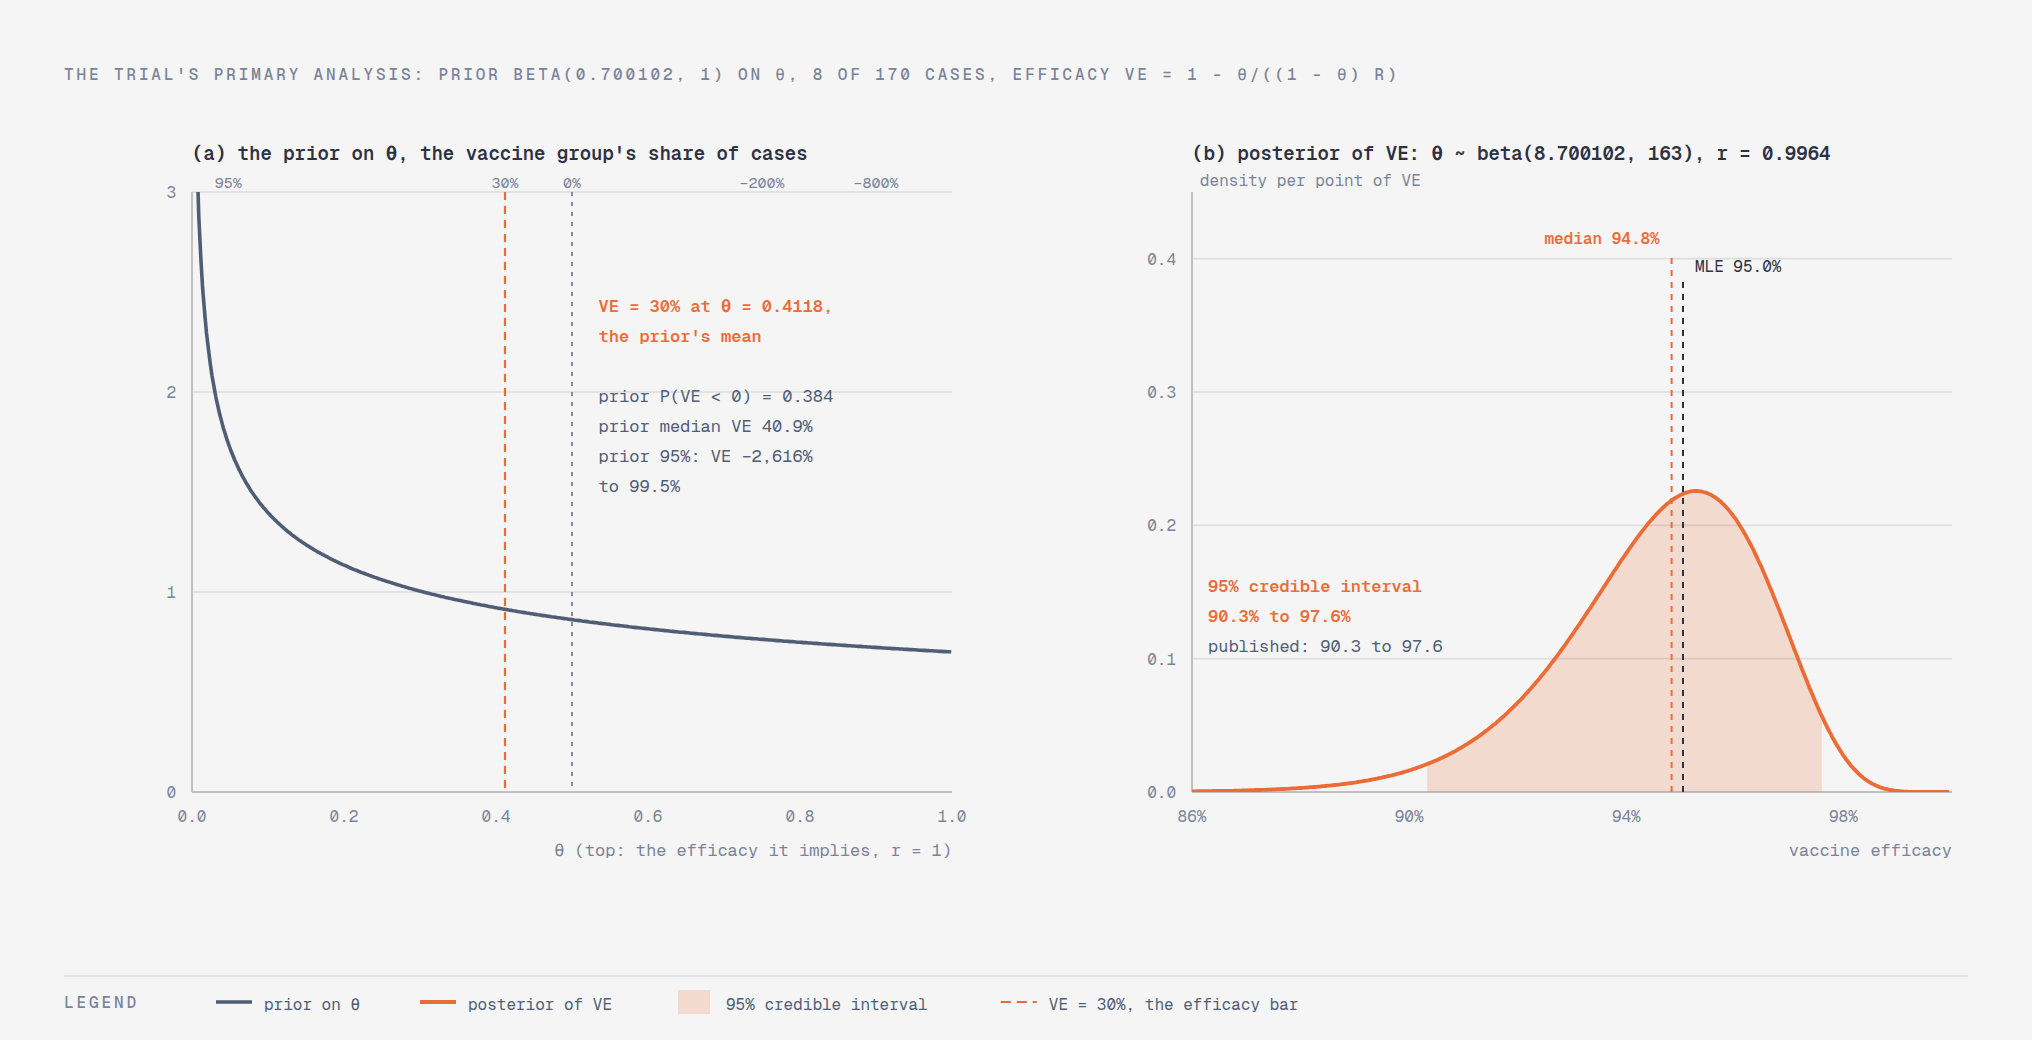 THE TRIAL'S PRIMARY ANALYSIS: PRIOR BETA(0.700102, 1) ON θ, 8 OF 170 CASES, EFFICACY VE = 1 - θ/((1 - θ) R)
(a) the prior on θ, the vaccine group's share of cases
95% 30% 0% −200% −800%
3
2
1
0
VE = 30% at θ = 0.4118,
the prior's mean
prior P(VE < 0) = 0.384
prior median VE 40.9%
prior 95%: VE −2,616%
to 99.5%
0.0 0.2 0.4 0.6 0.8 1.0
θ (top: the efficacy it implies, r = 1)
(b) posterior of VE: θ ~ beta(8.700102, 163), r = 0.9964
density per point of VE
median 94.8%
MLE 95.0%
0.4
0.3
0.2
0.1
0.0
95% credible interval
90.3% to 97.6%
published: 90.3 to 97.6
86% 90% 94% 98%
vaccine efficacy
LEGEND
prior on θ
posterior of VE
95% credible interval
VE = 30%, the efficacy bar